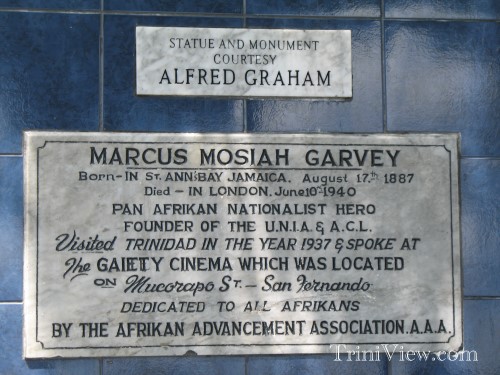 STATUE AND MONUMENT
COURTESY
ALFRED GRAHAM
MARCUS MOSIAH GARVEY
Born-IN ST. ANN BAY JAMAICA. August 17.th 1887
Died-IN LONDON. June 10th 1940
PAN AFRIKAN NATIONALIST HERO
FOUNDER OF THE U.N.I.A. & A.C.L.
Visited TRINIDAD IN THE YEAR 1937 & SPOKE AT
The GAIETY CINEMA WHICH WAS LOCATED
ON Mucorapo St - San Fernando
DEDICATED TO ALL AFRIKANS
BY THE AFRIKAN ADVANCEMENT ASSOCIATION. A.A.A.
TriniView.com